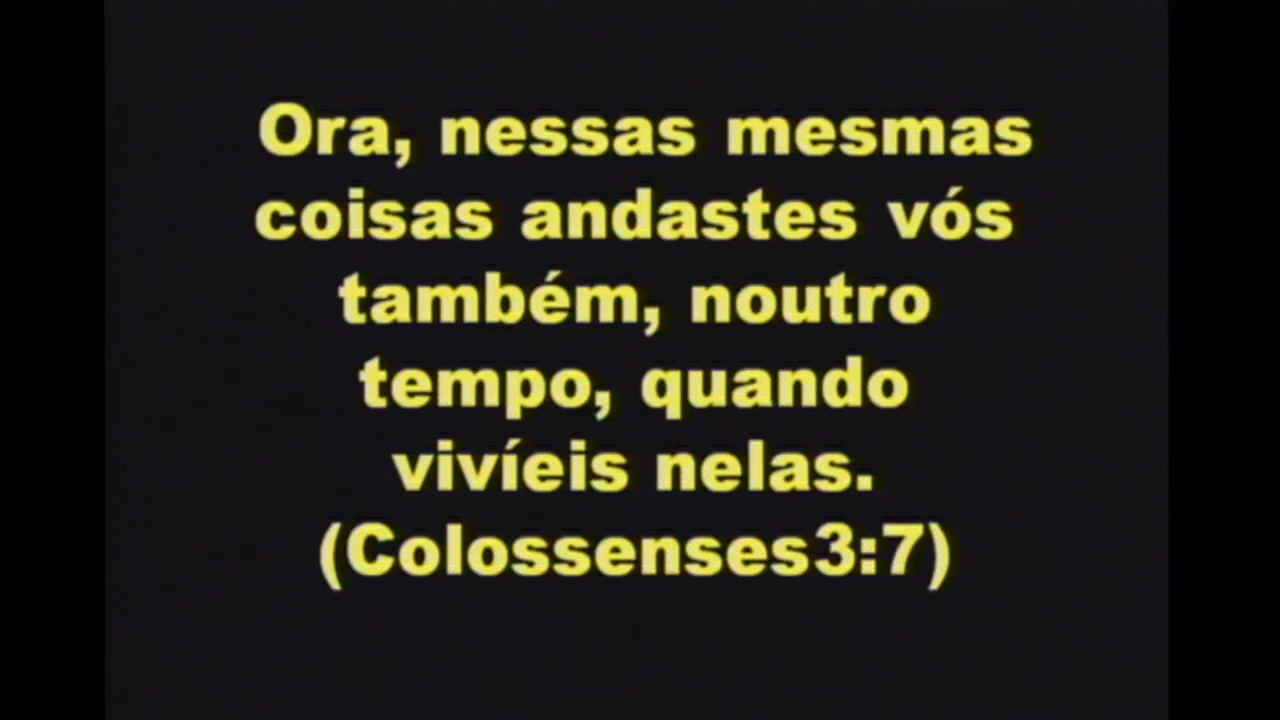 Ora, nessas mesmas
coisas andastes vós
também, noutro
tempo, quando
vivíeis nelas.
(Colossenses3:7)